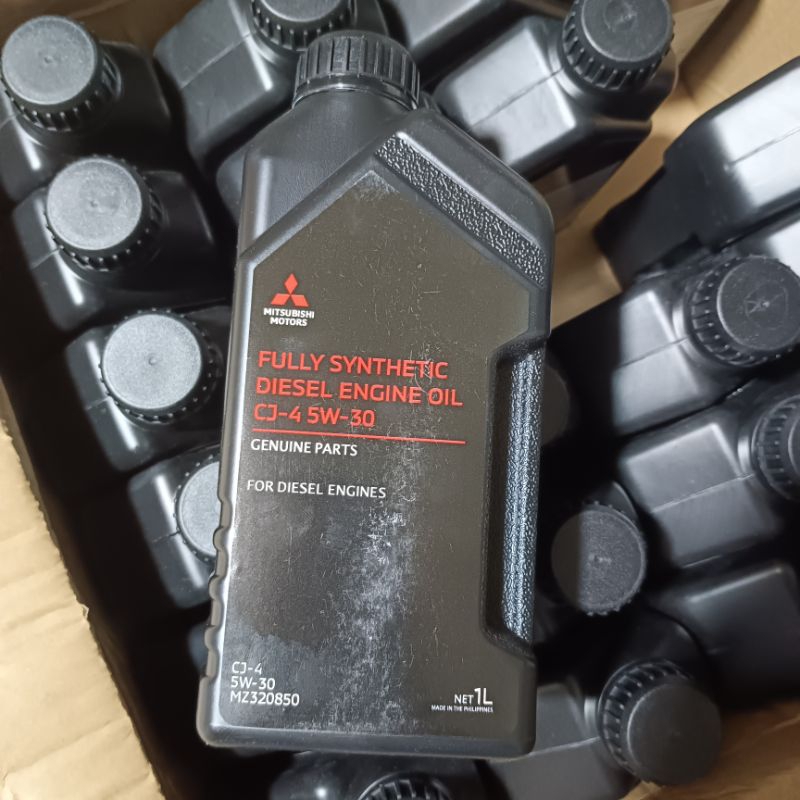 MITSUBISHI
MOTORS
FULLY SYNTHETIC
DIESEL ENGINE OIL
CJ-4 5W-30
GENUINE PARTS
FOR DIESEL ENGINES
CJ-4
5W-30
MZ320850
NET 1L
MADE IN THE PHILIPPINES